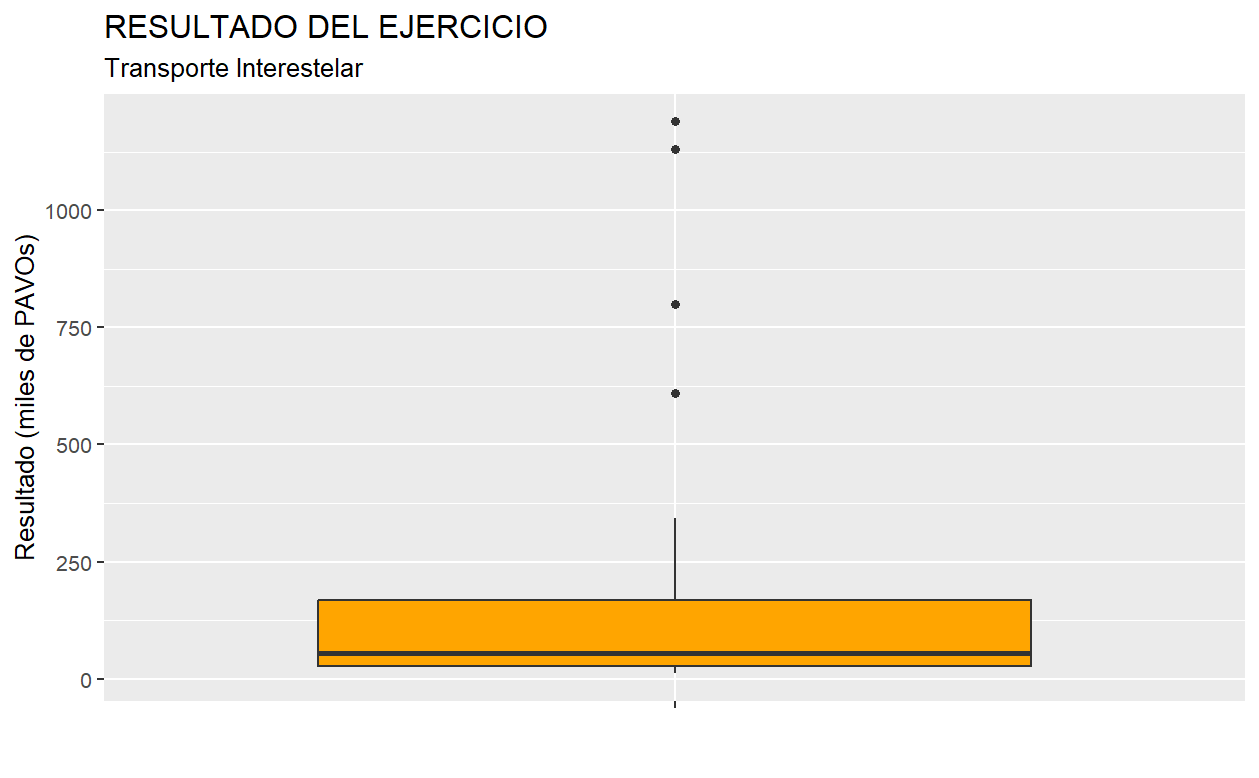 RESULTADO DEL EJERCICIO
Transporte Interestelar
Resultado (miles de PAVOs)
1000
750
500
250
0